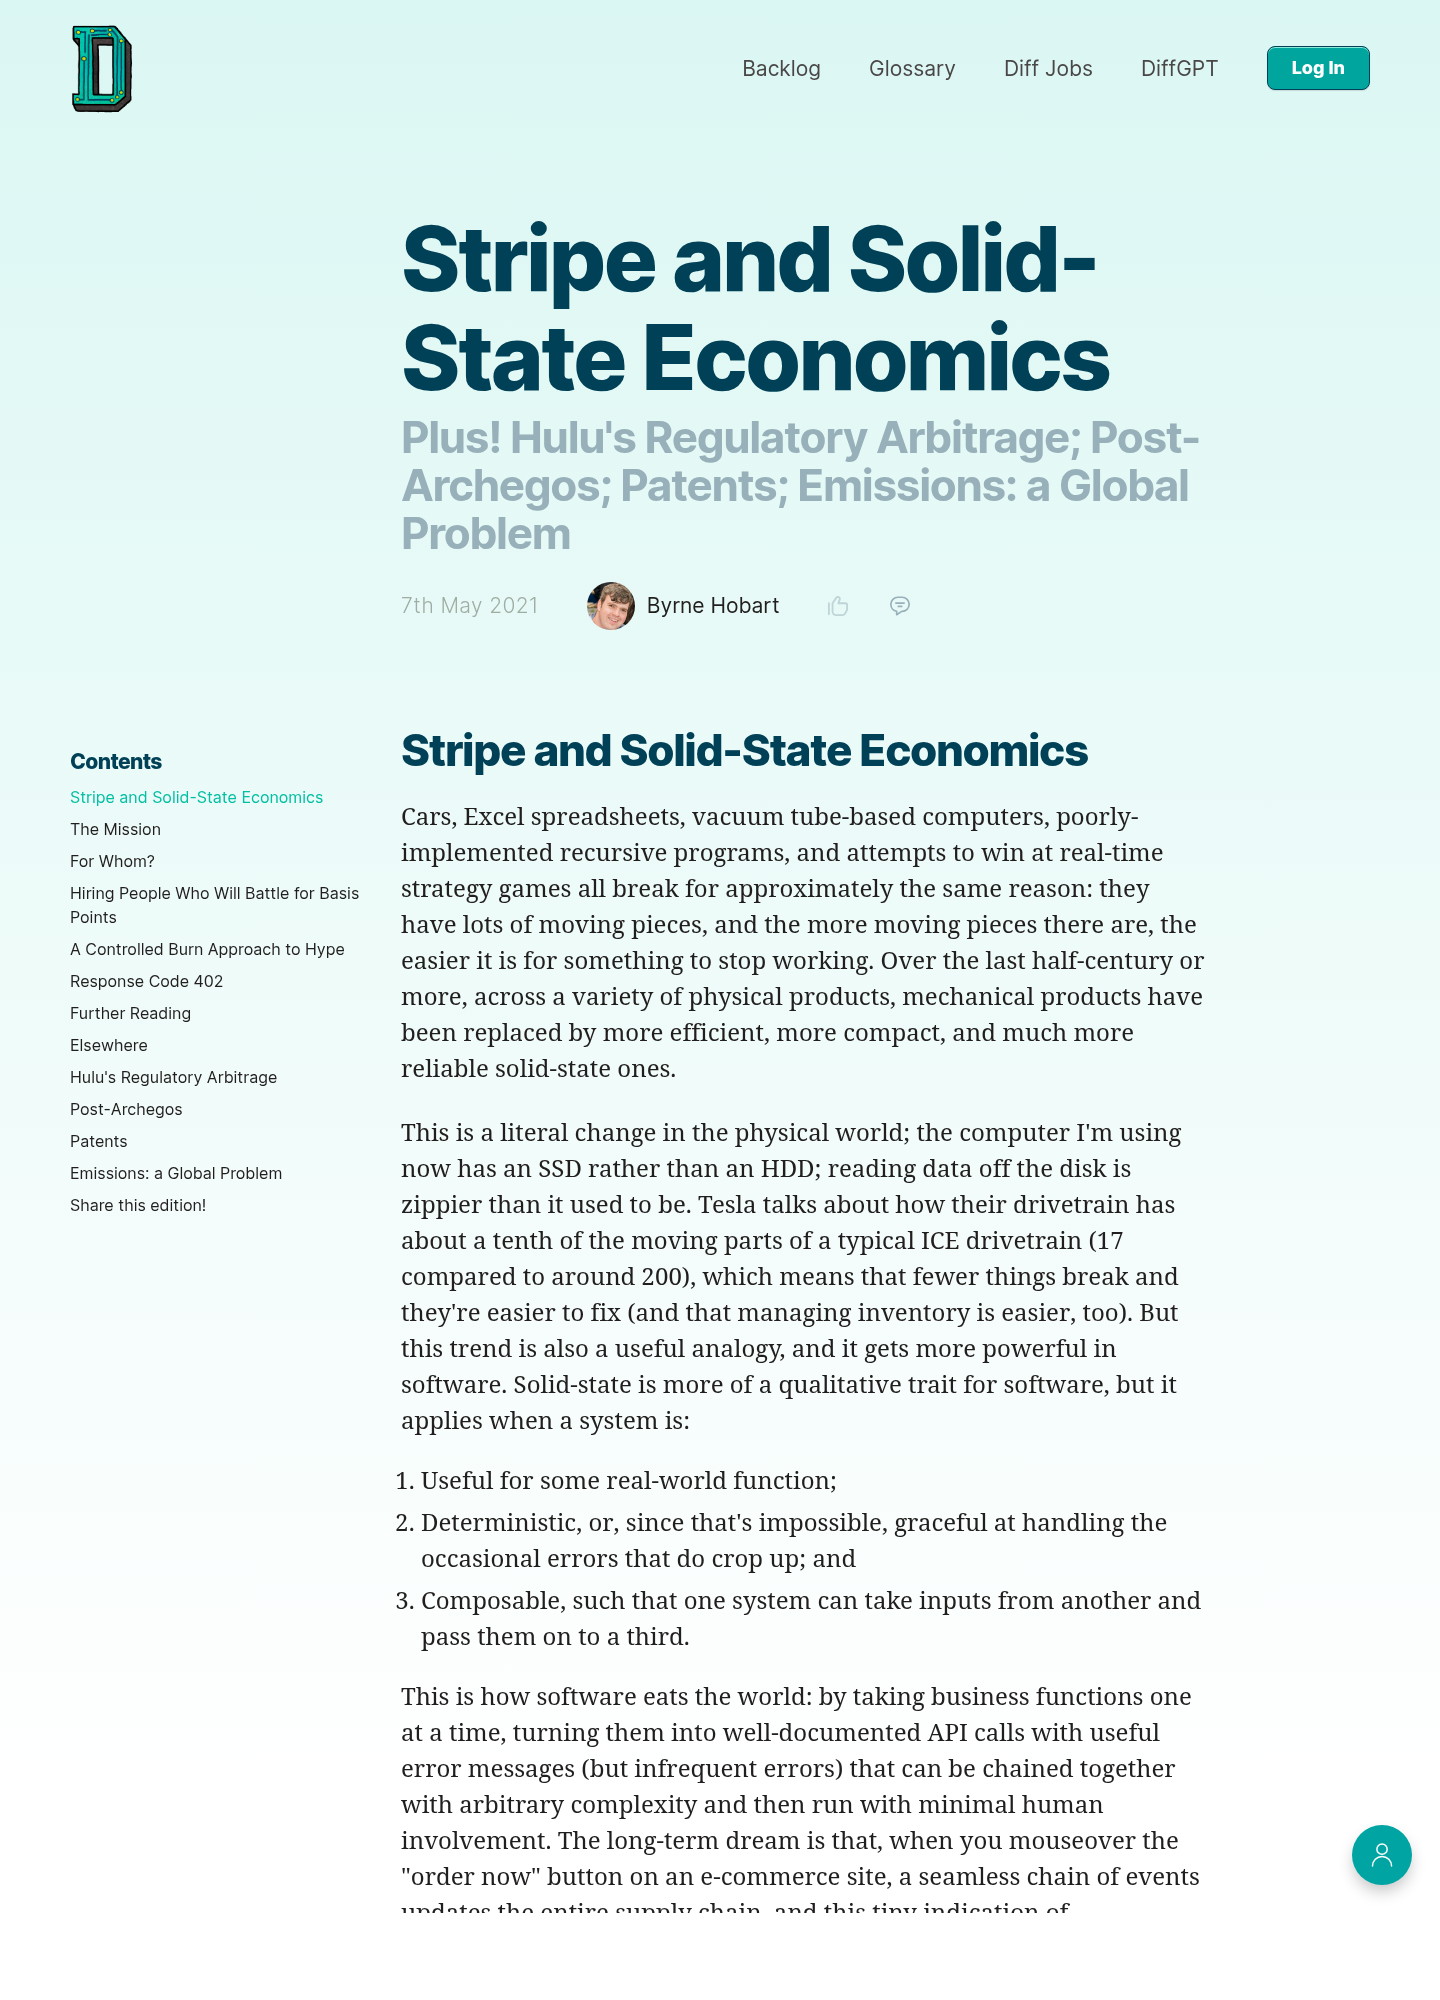 D
Backlog
Glossary
Diff Jobs
DiffGPT
Log In
Stripe and Solid-
State Economics
Plus! Hulu's Regulatory Arbitrage; Post-
Archegos; Patents; Emissions: a Global
Problem
7th May 2021
Byrne Hobart
Contents
Stripe and Solid-State Economics
The Mission
For Whom?
Hiring People Who Will Battle for Basis
Points
A Controlled Burn Approach to Hype
Response Code 402
Further Reading
Elsewhere
Hulu's Regulatory Arbitrage
Post-Archegos
Patents
Emissions: a Global Problem
Share this edition!
Stripe and Solid-State Economics
Cars, Excel spreadsheets, vacuum tube-based computers, poorly-
implemented recursive programs, and attempts to win at real-time
strategy games all break for approximately the same reason: they
have lots of moving pieces, and the more moving pieces there are, the
easier it is for something to stop working. Over the last half-century or
more, across a variety of physical products, mechanical products have
been replaced by more efficient, more compact, and much more
reliable solid-state ones.
This is a literal change in the physical world; the computer I'm using
now has an SSD rather than an HDD; reading data off the disk is
zippier than it used to be. Tesla talks about how their drivetrain has
about a tenth of the moving parts of a typical ICE drivetrain (17
compared to around 200), which means that fewer things break and
they're easier to fix (and that managing inventory is easier, too). But
this trend is also a useful analogy, and it gets more powerful in
software. Solid-state is more of a qualitative trait for software, but it
applies when a system is:
1. Useful for some real-world function;
2. Deterministic, or, since that's impossible, graceful at handling the
occasional errors that do crop up; and
3. Composable, such that one system can take inputs from another and
pass them on to a third.
This is how software eats the world: by taking business functions one
at a time, turning them into well-documented API calls with useful
error messages (but infrequent errors) that can be chained together
with arbitrary complexity and then run with minimal human
involvement. The long-term dream is that, when you mouseover the
"order now" button on an e-commerce site, a seamless chain of events
updates the entire supply chain, and this tiny indication of